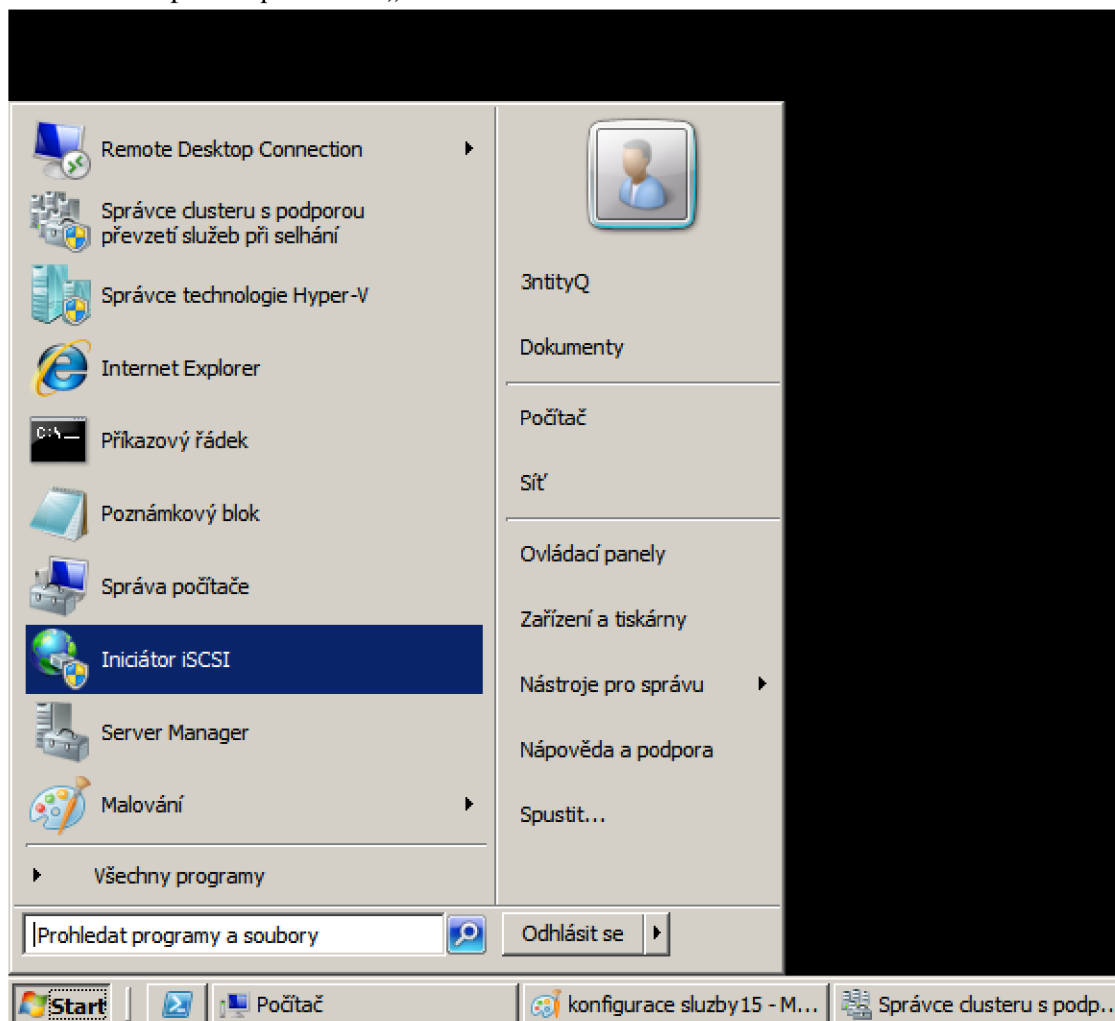 Remote Desktop Connection
Správce clusteru s podporou
převzetí služeb při selhání
Správce technologie Hyper-V
Internet Explorer
C:\_
Příkazový řádek
Poznámkový blok
Správa počítače
Iniciátor iSCSI
Server Manager
Malování
Všechny programy
Prohledat programy a soubory
3ntityQ
Dokumenty
Počítač
Síť
Ovládací panely
Zařízení a tiskárny
Nástroje pro správu
Nápověda a podpora
Spustit...
Odhlásit se
Start
Počítač
konfigurace sluzby15 - M...
Správce clusteru s podp...